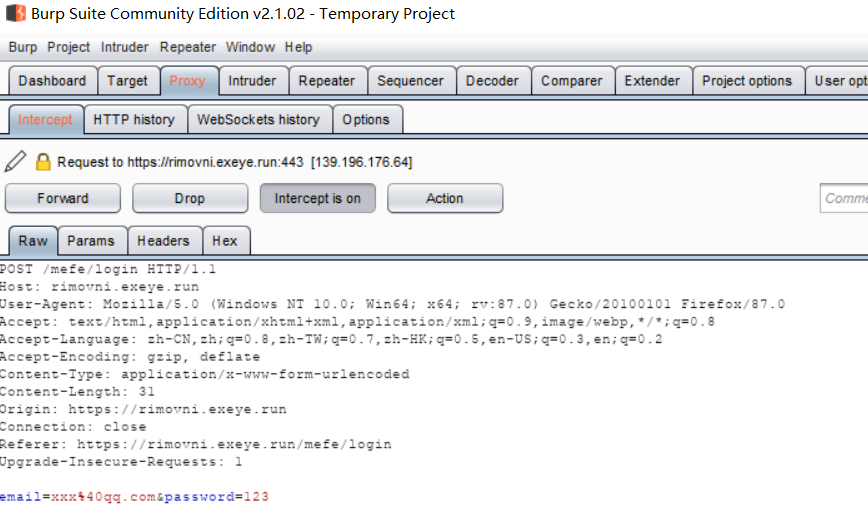 Burp Suite Community Edition v2.1.02 - Temporary Project
Burp Project Intruder Repeater Window Help
Dashboard Target Proxy Intruder Repeater Sequencer Decoder Comparer Extender Project options User opt
Intercept HTTP history WebSockets history Options
Request to https://rimovni.exeye.run:443 [139.196.176.64]
Forward Drop Intercept is on Action Comme
Raw Params Headers Hex
POST /mefe/login HTTP/1.1
Host: rimovni.exeye.run
User-Agent: Mozilla/5.0 (Windows NT 10.0; Win64; x64; rv:87.0) Gecko/20100101 Firefox/87.0
Accept: text/html,application/xhtml+xml,application/xml;q=0.9,image/webp,*/*;q=0.8
Accept-Language: zh-CN,zh;q=0.8,zh-TW;q=0.7,zh-HK;q=0.5,en-US;q=0.3,en;q=0.2
Accept-Encoding: gzip, deflate
Content-Type: application/x-www-form-urlencoded
Content-Length: 31
Origin: https://rimovni.exeye.run
Connection: close
Referer: https://rimovni.exeye.run/mefe/login
Upgrade-Insecure-Requests: 1
email=xxx%40qq.com&password=123